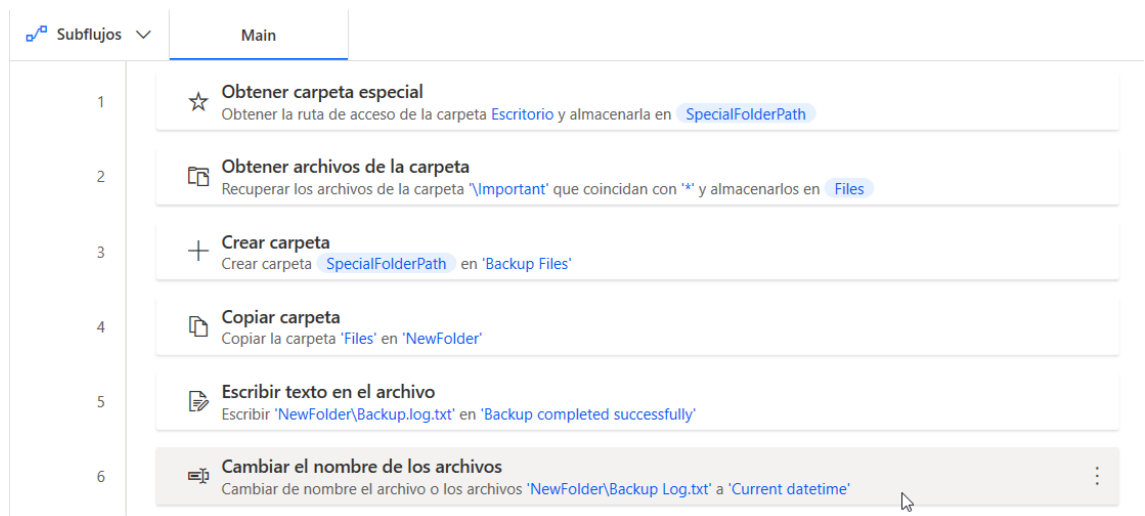 Subflujos
Main
1
Obtener carpeta especial
Obtener la ruta de acceso de la carpeta Escritorio y almacenarla en SpecialFolderPath
2
Obtener archivos de la carpeta
Recuperar los archivos de la carpeta '\Important' que coincidan con '*' y almacenarlos en Files
3
Crear carpeta
Crear carpeta SpecialFolderPath en 'Backup Files'
4
Copiar carpeta
Copiar la carpeta 'Files' en 'NewFolder'
5
Escribir texto en el archivo
Escribir 'NewFolder\Backup.log.txt' en 'Backup completed successfully'
6
Cambiar el nombre de los archivos
Cambiar de nombre el archivo o los archivos 'NewFolder\Backup Log.txt' a 'Current datetime'